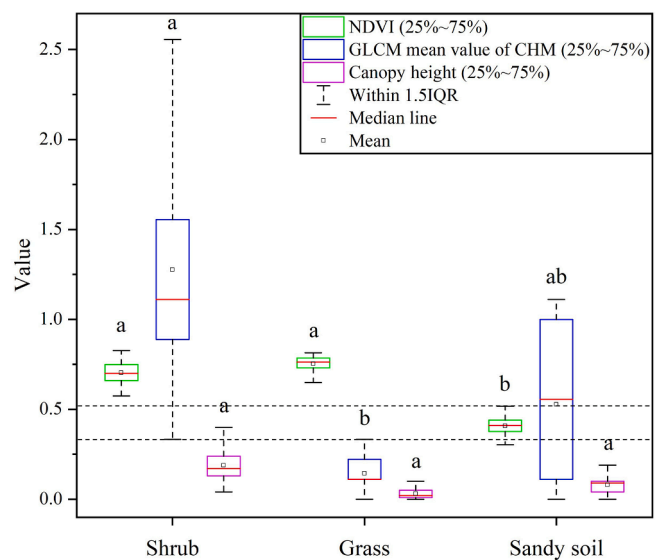 NDVI (25%~75%)
GLCM mean value of CHM (25%~75%)
Canopy height (25%~75%)
Within 1.5IQR
Median line
Mean
Value
2.5
2.0
1.5
1.0
0.5
0.0
a
a
a
a
b
a
b
ab
a
Shrub
Grass
Sandy soil